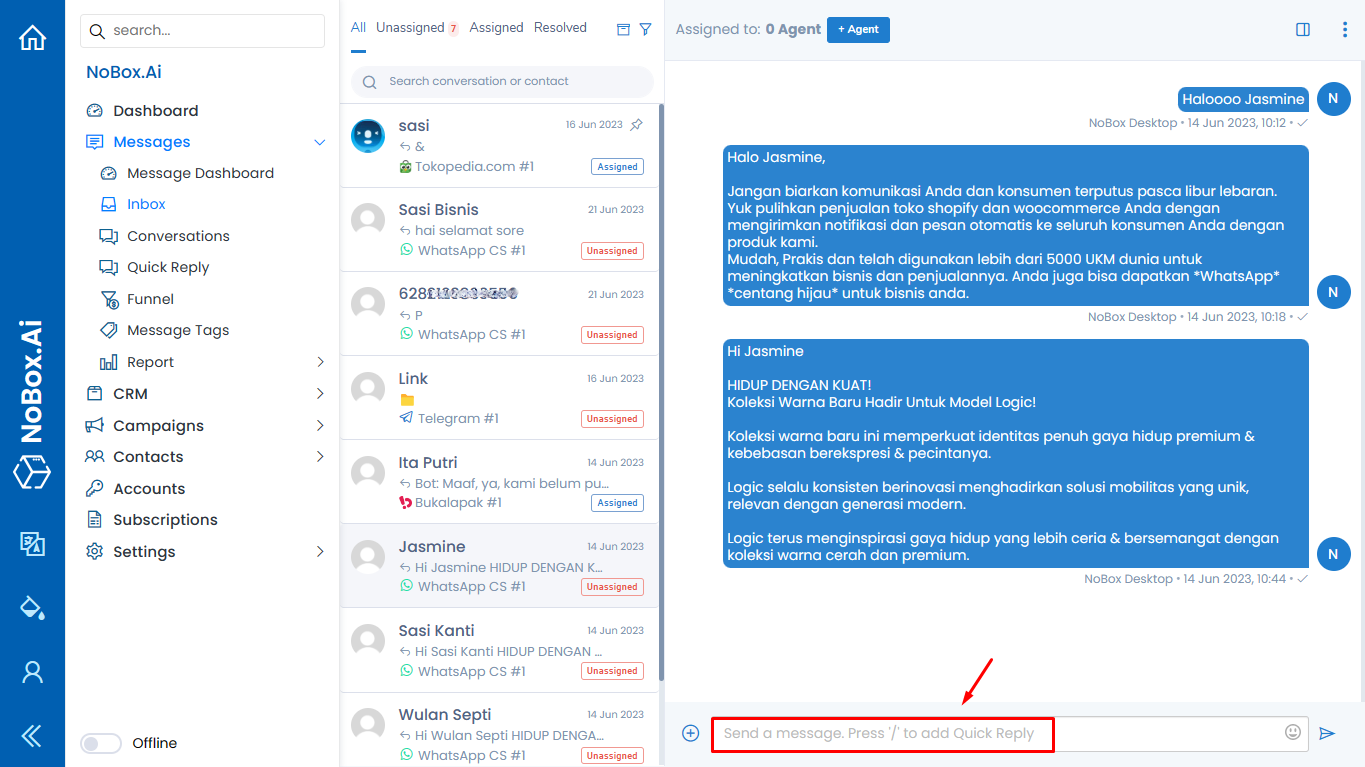 NoBox.Ai
search...
NoBox.Ai
Dashboard
Messages
Message Dashboard
Inbox
Conversations
Quick Reply
Funnel
Message Tags
Report
CRM
Campaigns
Contacts
Accounts
Subscriptions
Settings
Offline
All Unassigned 7 Assigned Resolved
Search conversation or contact
sasi 16 Jun 2023
&
Tokopedia.com #1 Assigned
Sasi Bisnis 21 Jun 2023
hai selamat sore
WhatsApp CS #1 Unassigned
21 Jun 2023
P
WhatsApp CS #1 Unassigned
Link 16 Jun 2023
Telegram #1 Unassigned
Ita Putri 14 Jun 2023
Bot: Maaf, ya, kami belum pu...
Bukalapak #1 Assigned
Jasmine 14 Jun 2023
Hi Jasmine HIDUP DENGAN K...
WhatsApp CS #1 Unassigned
Sasi Kanti 14 Jun 2023
Hi Sasi Kanti HIDUP DENGAN ...
WhatsApp CS #1 Unassigned
Wulan Septi 14 Jun 2023
Hi Wulan Septi HIDUP DENGA...
WhatsApp CS #1 Unassigned
Assigned to: 0 Agent + Agent
Haloooo Jasmine
N
NoBox Desktop • 14 Jun 2023, 10:12 •
Halo Jasmine,
Jangan biarkan komunikasi Anda dan konsumen terputus pasca libur lebaran.
Yuk pulihkan penjualan toko shopify dan woocommerce Anda dengan
mengirimkan notifikasi dan pesan otomatis ke seluruh konsumen Anda dengan
produk kami.
Mudah, Prakis dan telah digunakan lebih dari 5000 UKM dunia untuk
meningkatkan bisnis dan penjualannya. Anda juga bisa dapatkan *WhatsApp*
*centang hijau* untuk bisnis anda.
N
NoBox Desktop • 14 Jun 2023, 10:18 •
Hi Jasmine
HIDUP DENGAN KUAT!
Koleksi Warna Baru Hadir Untuk Model Logic!
Koleksi warna baru ini memperkuat identitas penuh gaya hidup premium &
kebebasan berekspresi & pecintanya.
Logic selalu konsisten berinovasi menghadirkan solusi mobilitas yang unik,
relevan dengan generasi modern.
Logic terus menginspirasi gaya hidup yang lebih ceria & bersemangat dengan
koleksi warna cerah dan premium.
N
NoBox Desktop • 14 Jun 2023, 10:44 •
Send a message. Press '/' to add Quick Reply